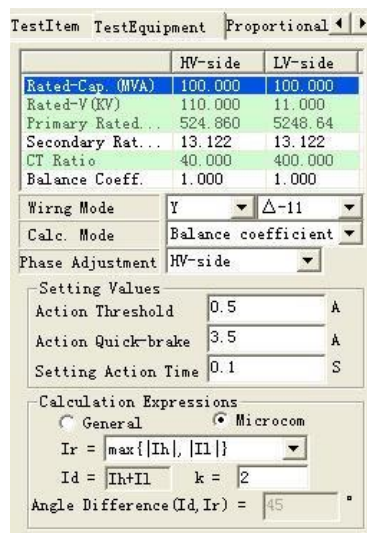 TestItem TestEquipment Proportional
HV-side LV-side
Rated-Cap. (MVA) 100.000 100.000
Rated-V(KV) 110.000 11.000
Primary Rated... 524.860 5248.64
Secondary Rat... 13.122 13.122
CT Ratio 40.000 400.000
Balance Coeff. 1.000 1.000
Wirng Mode Y △-11
Calc. Mode Balance coefficient
Phase Adjustment HV-side
Setting Values
Action Threshold 0.5 A
Action Quick-brake 3.5 A
Setting Action Time 0.1 S
Calculation Expressions
General Microcom
Ir = max{|Ih|, |Il|}
Id = Ih+Il k = 2
Angle Difference(Id,Ir) = 45 °